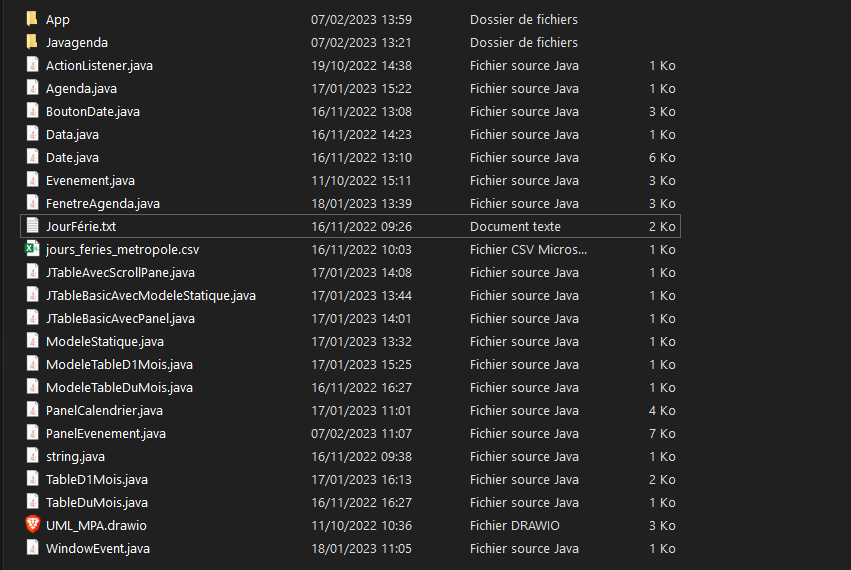 App 07/02/2023 13:59 Dossier de fichiers
Javagenda 07/02/2023 13:21 Dossier de fichiers
ActionListener.java 19/10/2022 14:38 Fichier source Java 1 Ko
Agenda.java 17/01/2023 15:22 Fichier source Java 1 Ko
BoutonDate.java 16/11/2022 13:08 Fichier source Java 3 Ko
Data.java 16/11/2022 14:23 Fichier source Java 1 Ko
Date.java 16/11/2022 13:10 Fichier source Java 6 Ko
Evenement.java 11/10/2022 15:11 Fichier source Java 3 Ko
FenetreAgenda.java 18/01/2023 13:39 Fichier source Java 3 Ko
JourFérie.txt 16/11/2022 09:26 Document texte 2 Ko
jours_feries_metropole.csv 16/11/2022 10:03 Fichier CSV Micros... 1 Ko
JTableAvecScrollPane.java 17/01/2023 14:08 Fichier source Java 1 Ko
JTableBasicAvecModeleStatique.java 17/01/2023 13:44 Fichier source Java 1 Ko
JTableBasicAvecPanel.java 17/01/2023 14:01 Fichier source Java 1 Ko
ModeleStatique.java 17/01/2023 13:32 Fichier source Java 1 Ko
ModeleTableD1Mois.java 17/01/2023 15:25 Fichier source Java 1 Ko
ModeleTableDuMois.java 16/11/2022 16:27 Fichier source Java 1 Ko
PanelCalendrier.java 17/01/2023 11:01 Fichier source Java 4 Ko
PanelEvenement.java 07/02/2023 11:07 Fichier source Java 7 Ko
string.java 16/11/2022 09:38 Fichier source Java 1 Ko
TableD1Mois.java 17/01/2023 16:13 Fichier source Java 2 Ko
TableDuMois.java 16/11/2022 16:27 Fichier source Java 1 Ko
UML_MPA.drawio 11/10/2022 10:36 Fichier DRAWIO 3 Ko
WindowEvent.java 18/01/2023 11:05 Fichier source Java 1 Ko